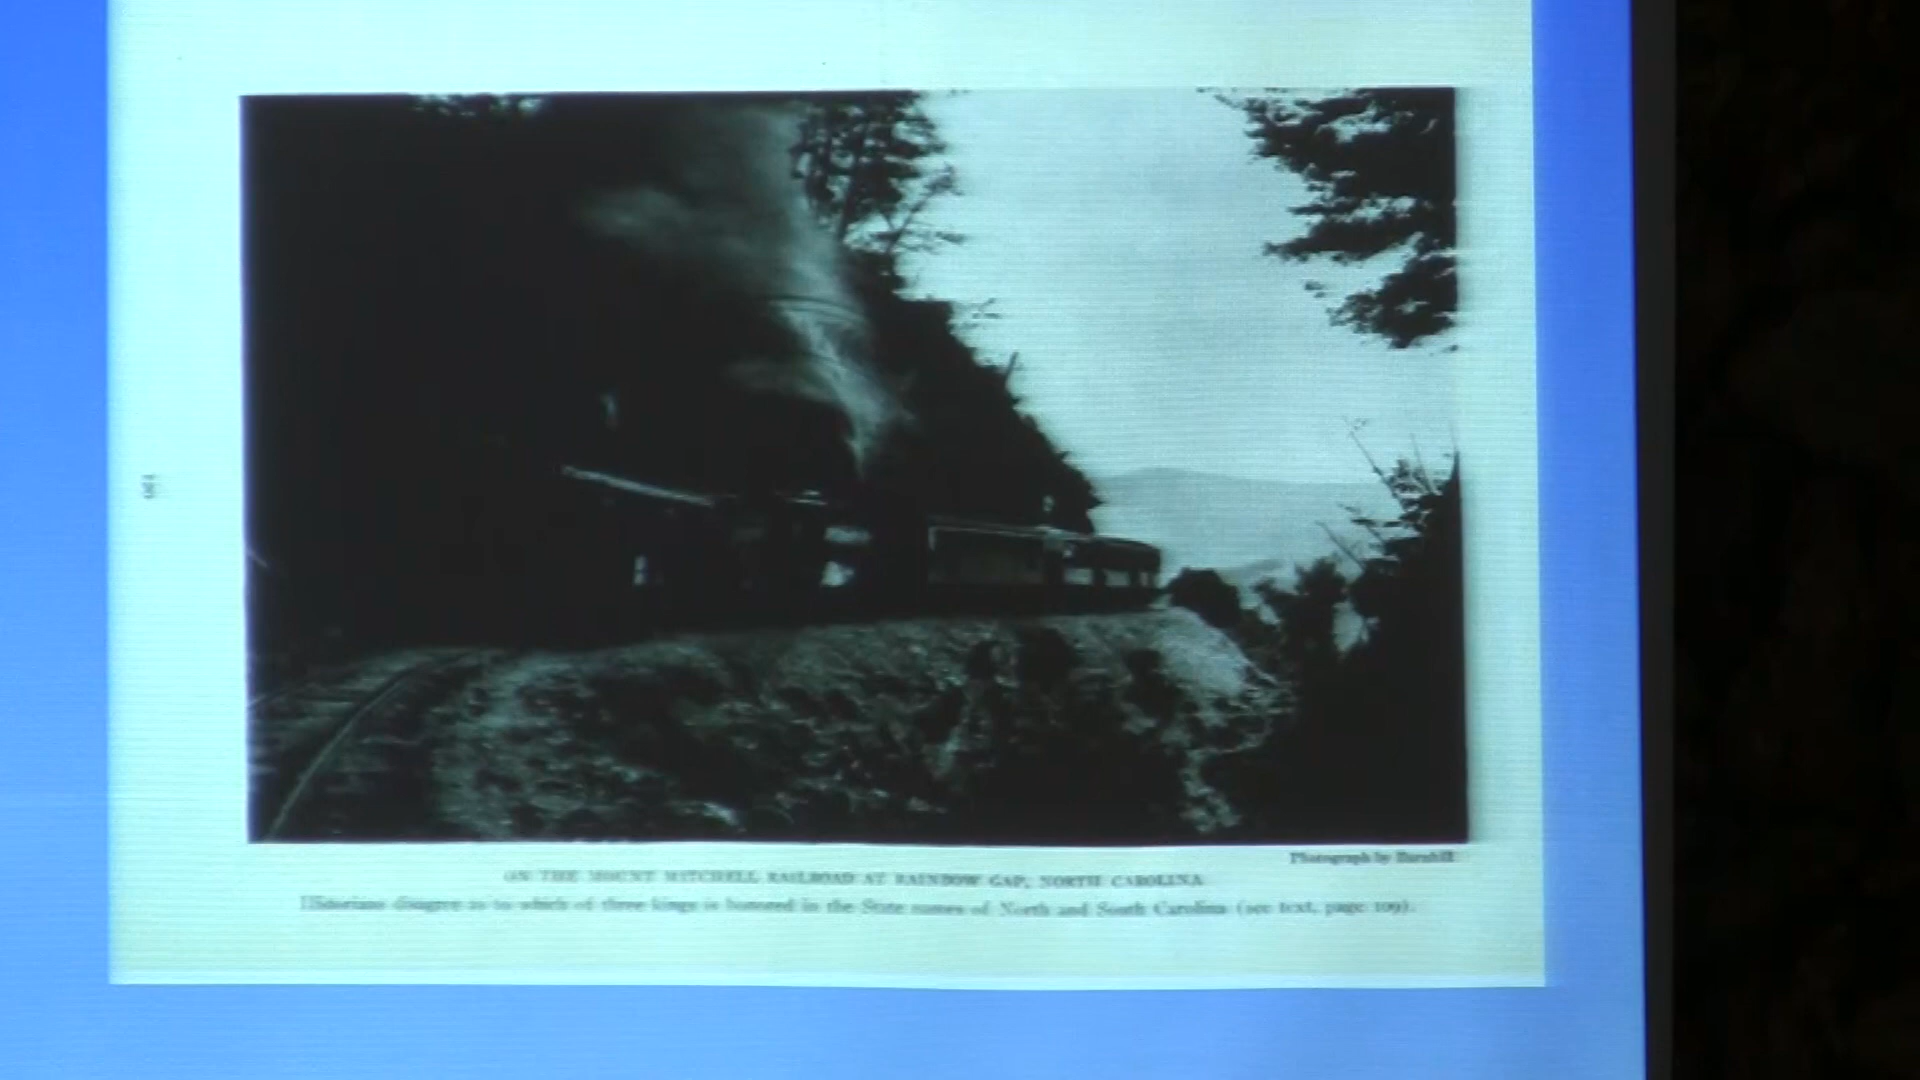 Photograph by Barnhill
ON THE MOUNT MITCHELL RAILROAD AT RAINBOW GAP, NORTH CAROLINA
Historians disagree as to which of three kings is honored in the State names of North and South Carolina (see text, page 109).